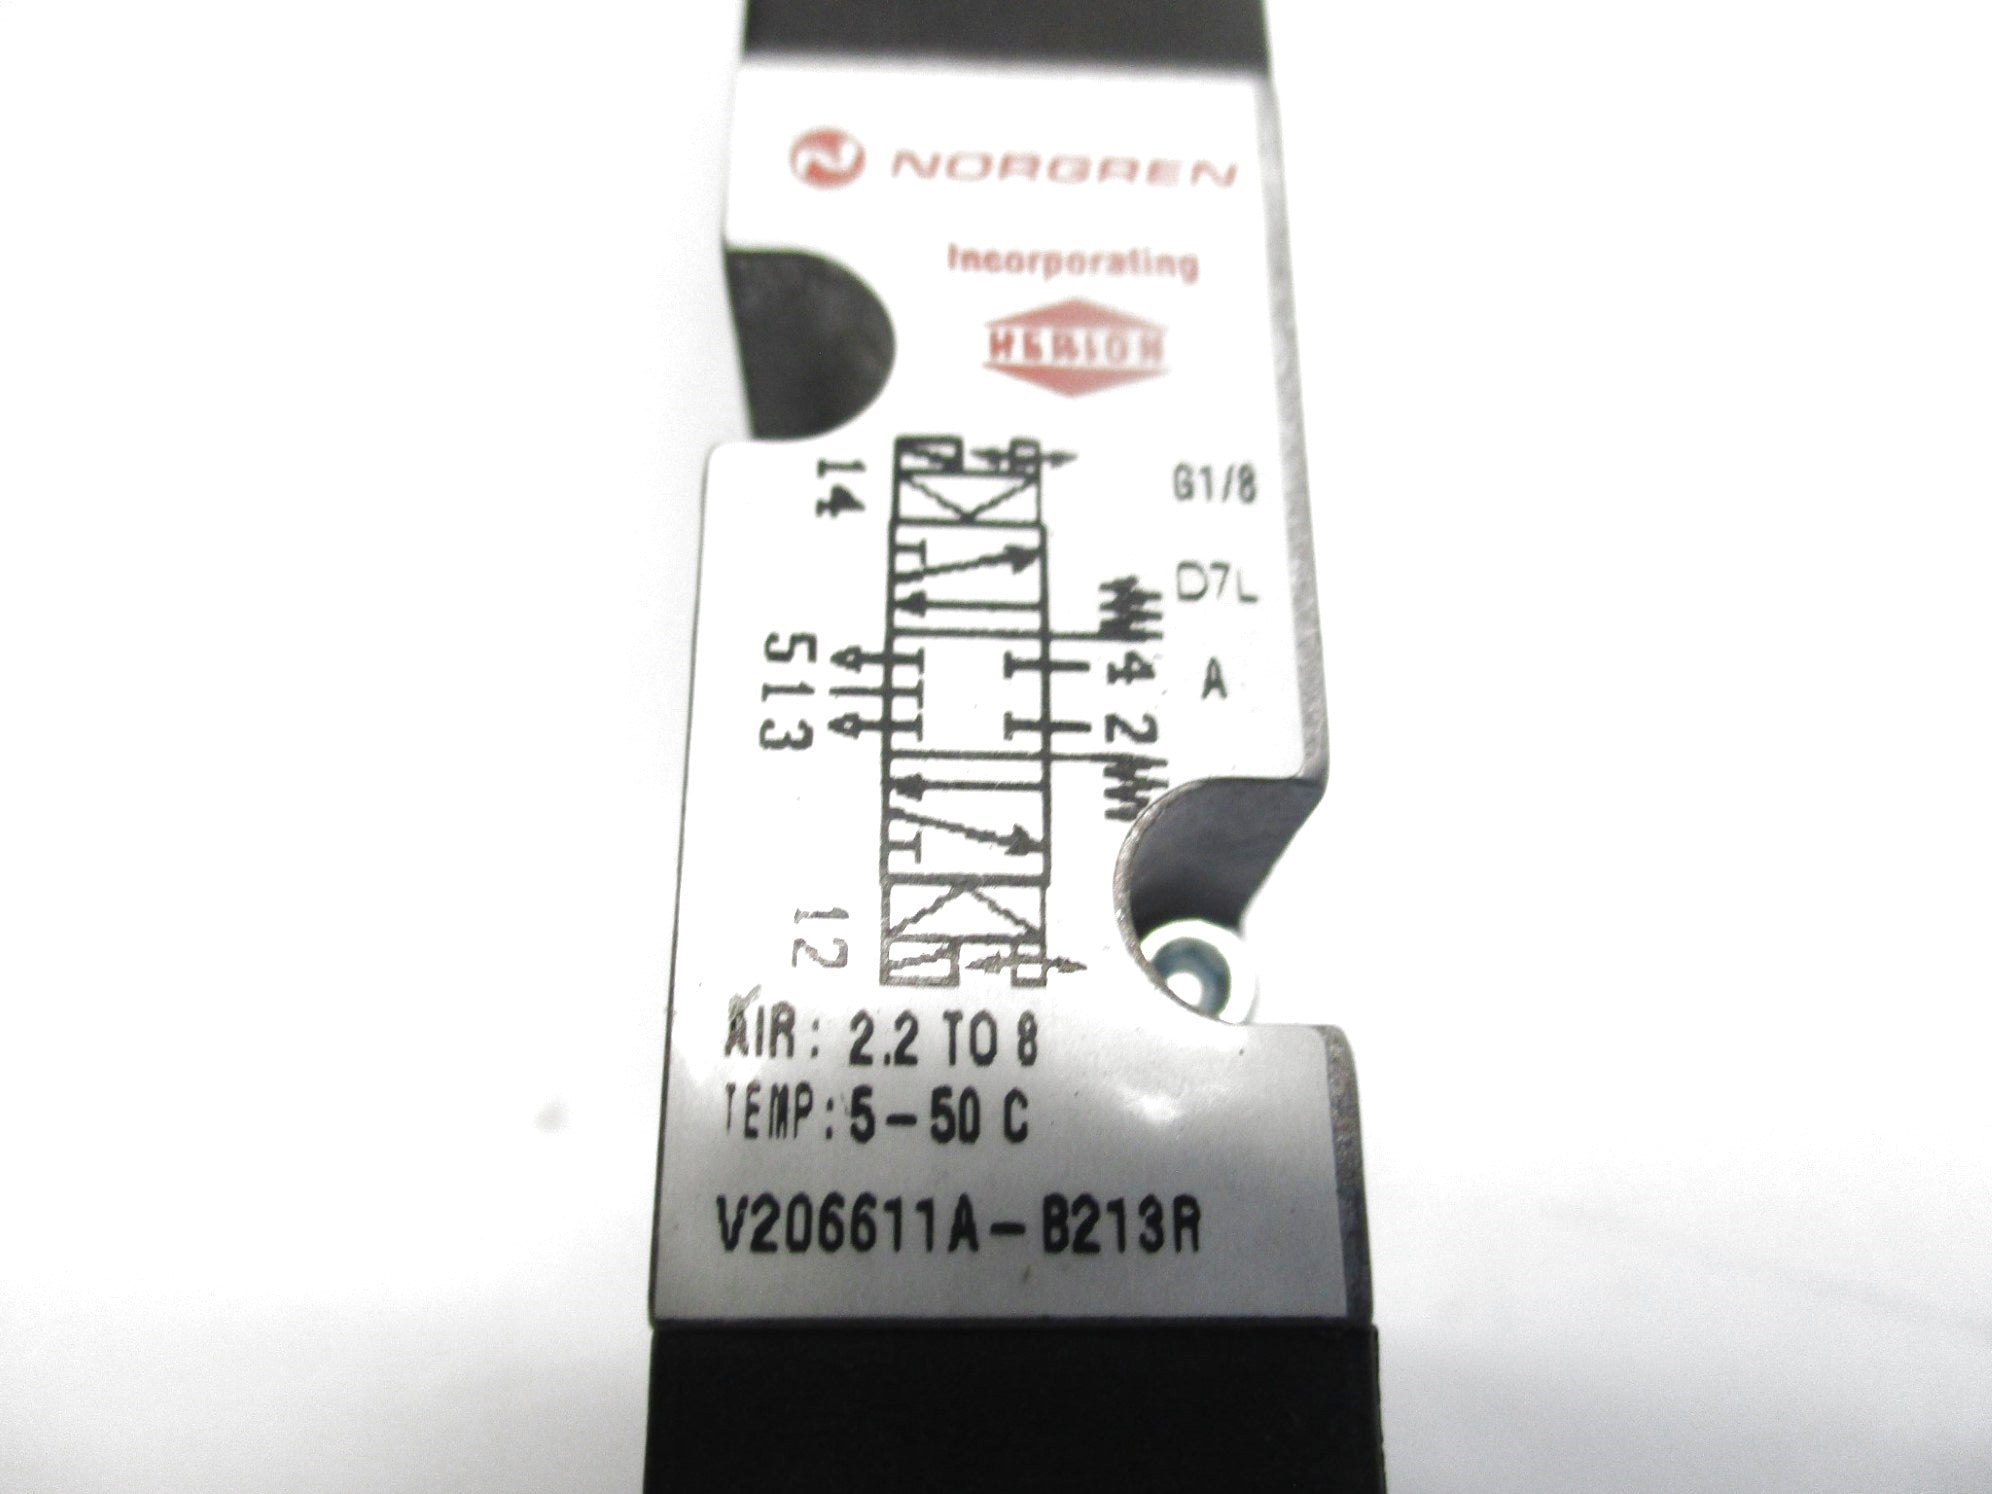 NORGREN
Incorporating
HERION
14
G1/8
D7L
513
42
A
12
AIR: 2.2 TO 8
TEMP: 5-50 C
V206611A-B213R